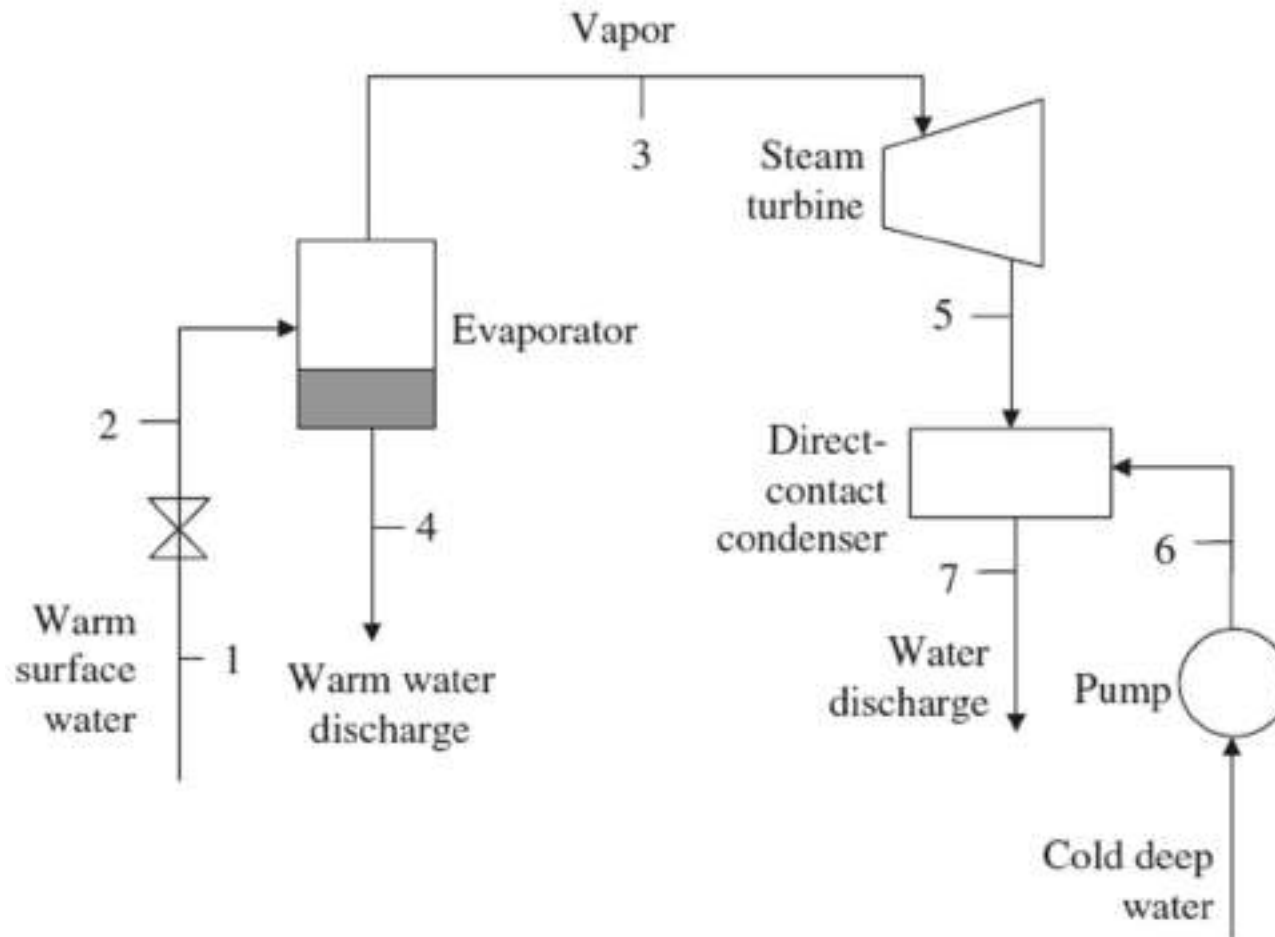 Vapor
3
Steam
turbine
Evaporator
5
2
Direct-
contact
condenser
4
6
7
Warm
surface
water
1
Warm water
discharge
Water
discharge
Pump
Cold deep
water